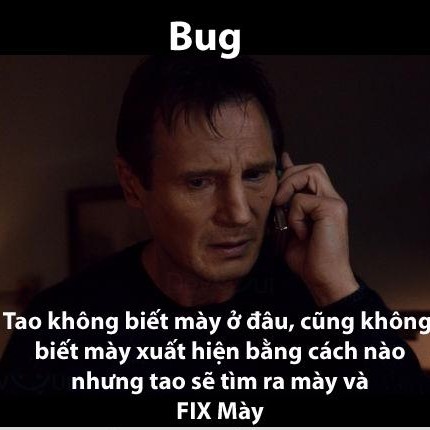 Bug
Tao không biết mày ở đâu, cũng không
biết mày xuất hiện bằng cách nào
nhưng tao sẽ tìm ra mày và
FIX Mày